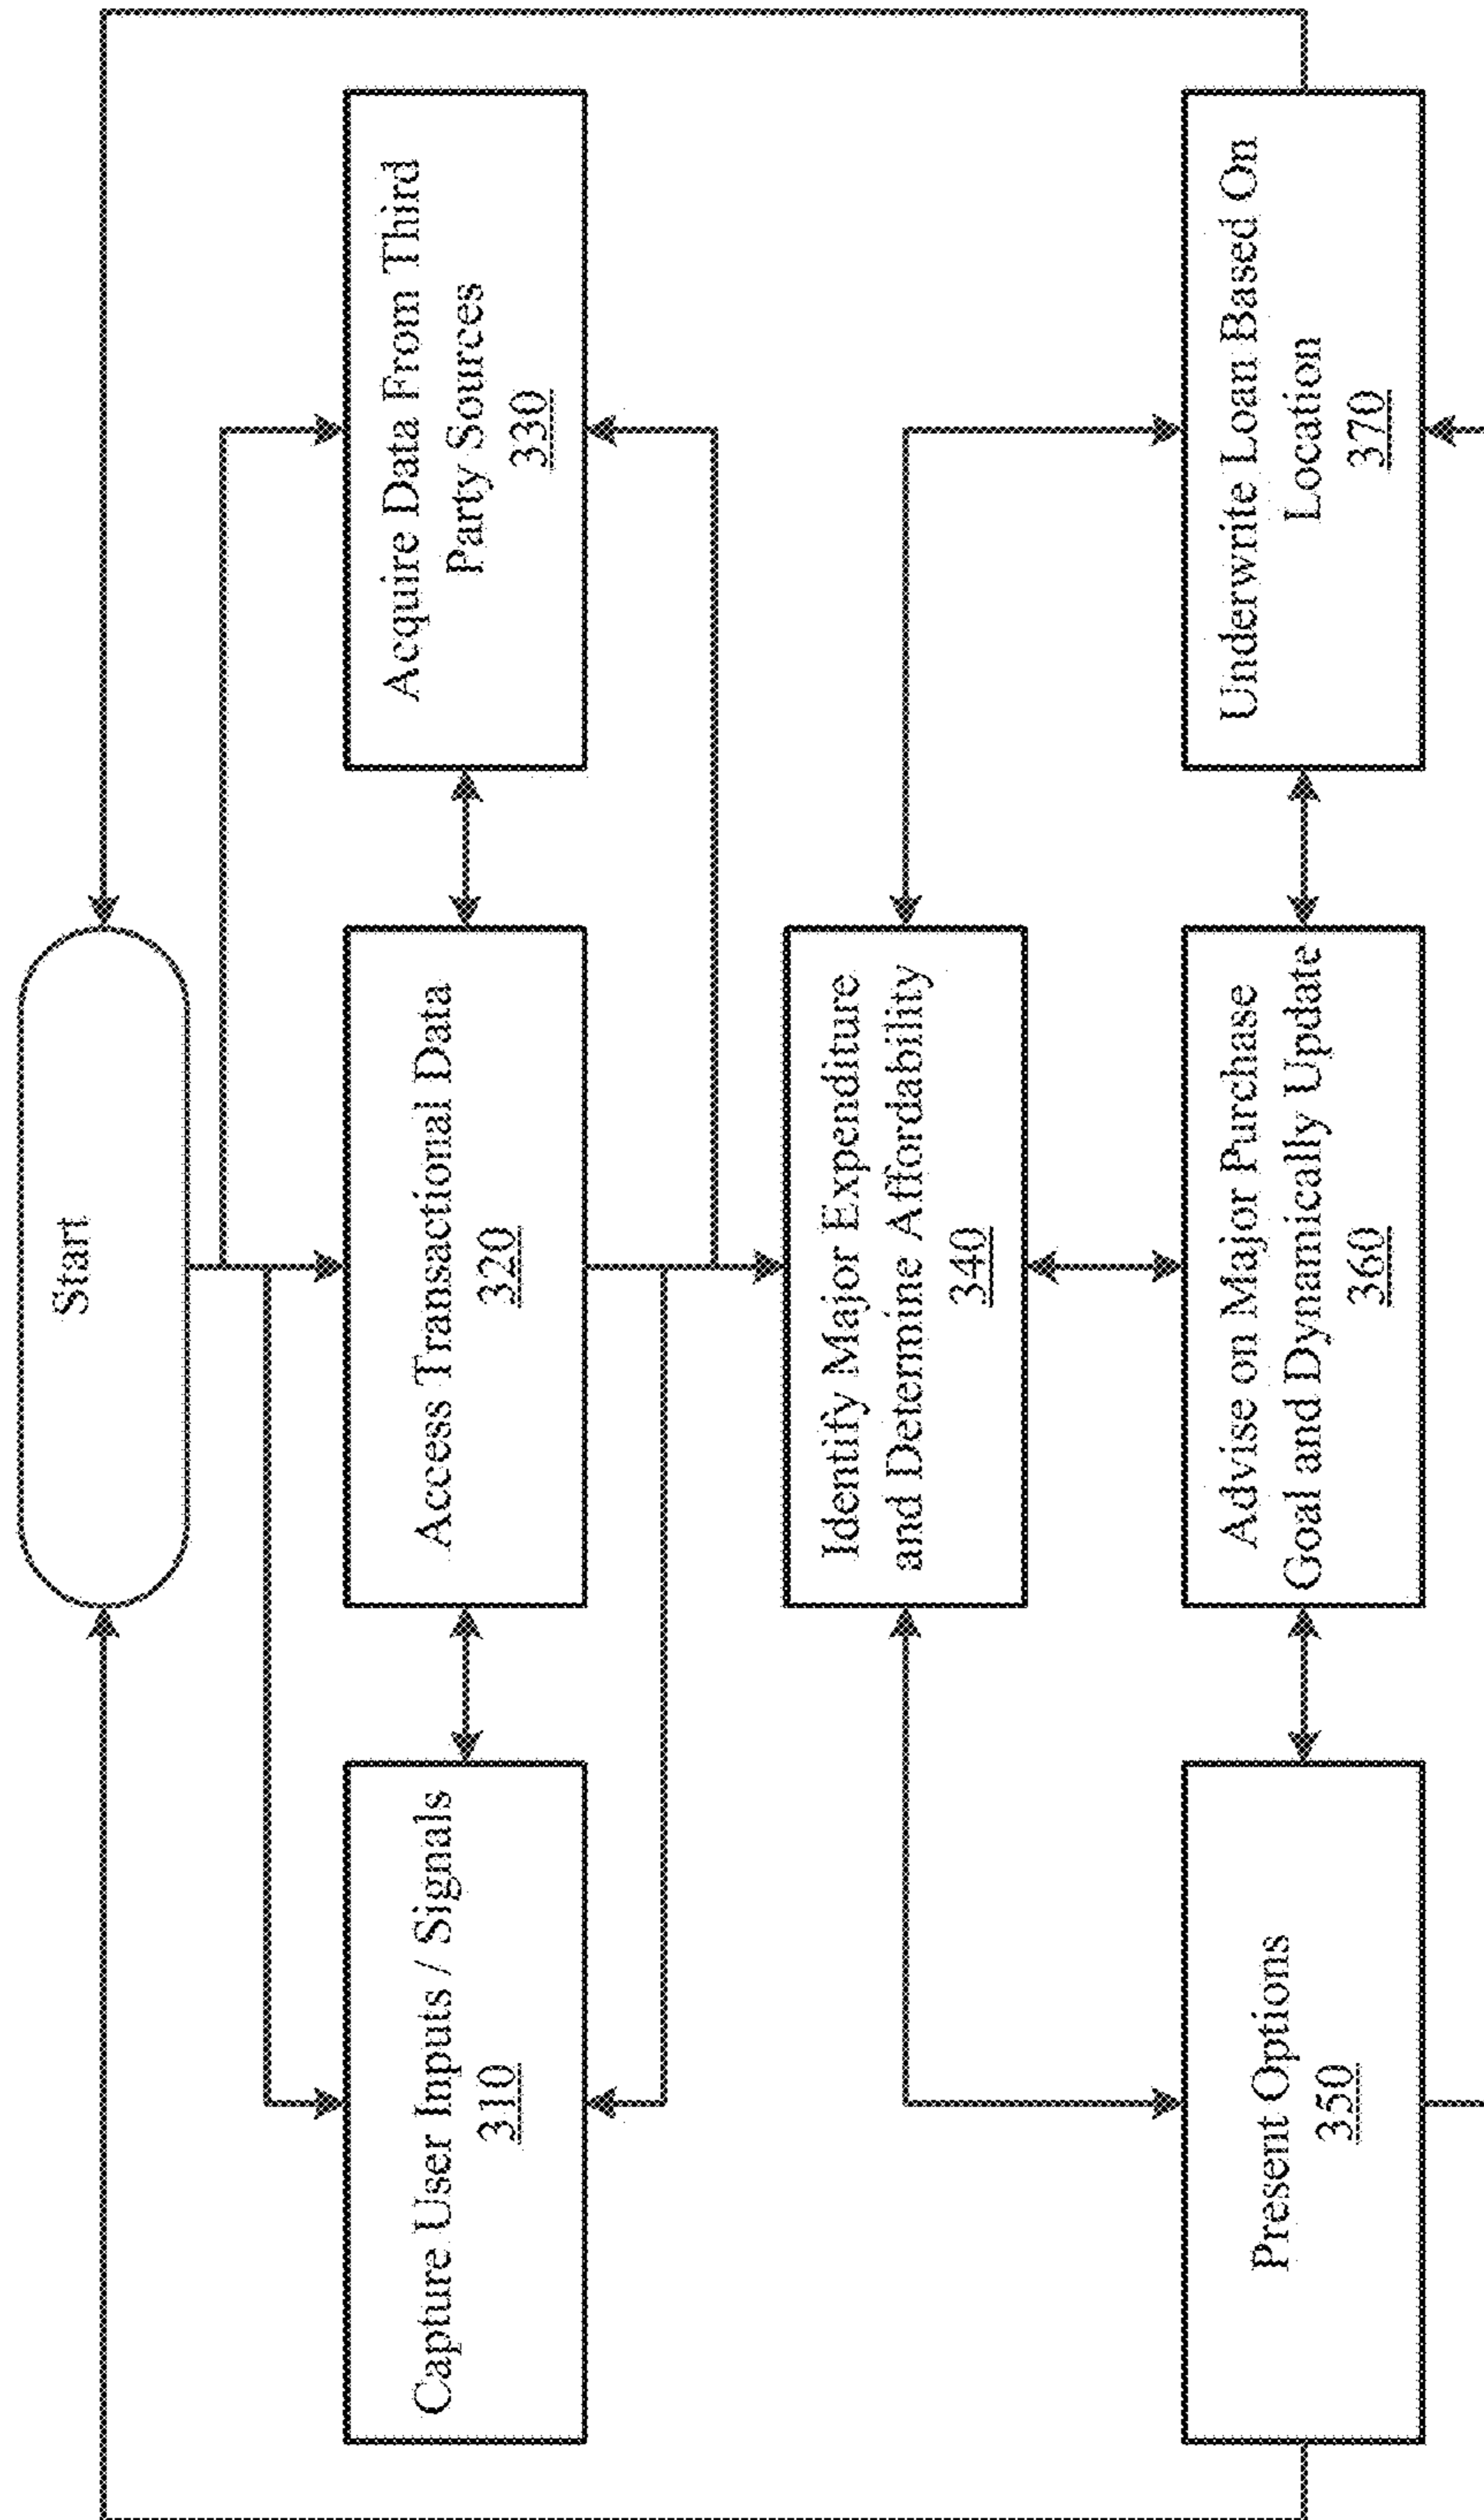 Start
Capture User Inputs / Signals
310
Access Transactional Data
320
Acquire Data From Third
Party Sources
330
Identify Major Expenditure
and Determine Affordability
340
Present Options
350
Advise on Major Purchase
Goal and Dynamically Update
360
Underwrite Loan Based On
Location
370